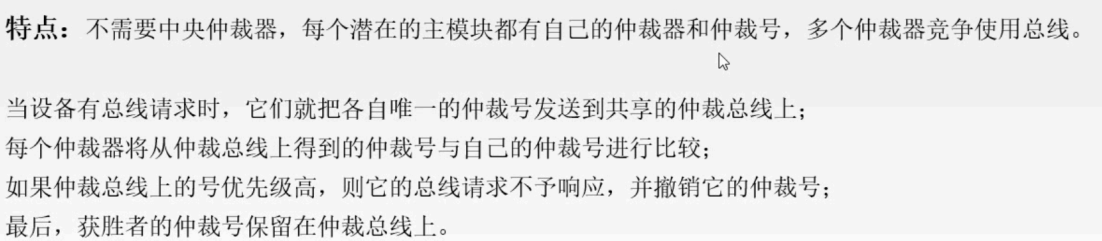 特点：不需要中央仲裁器，每个潜在的主模块都有自己的仲裁器和仲裁号，多个仲裁器竞争使用总线。
当设备有总线请求时，它们就把各自唯一的仲裁号发送到共享的仲裁总线上；
每个仲裁器将从仲裁总线上得到的仲裁号与自己的仲裁号进行比较；
如果仲裁总线上的号优先级高，则它的总线请求不予响应，并撤销它的仲裁号；
最后，获胜者的仲裁号保留在仲裁总线上。